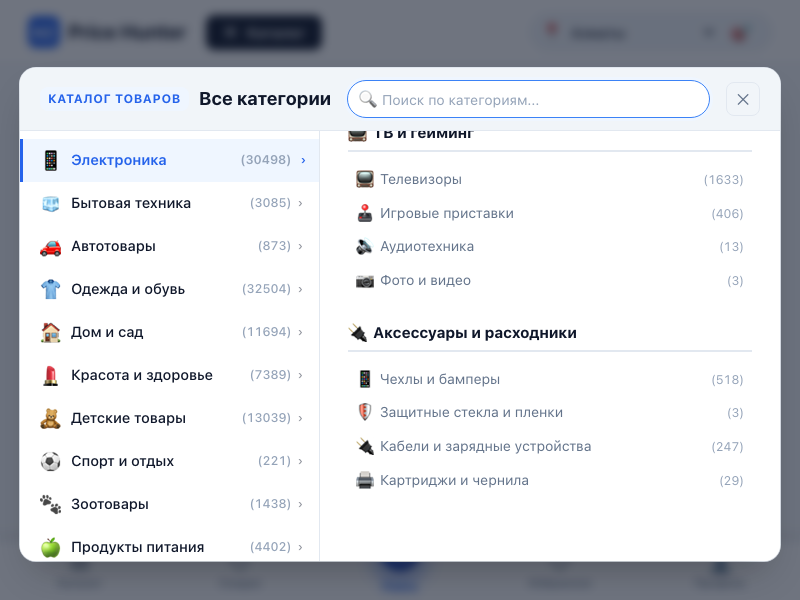 Price Hunter
КАТАЛОГ ТОВАРОВ
Все категории
Поиск по категориям...
Электроника (30498) ›
Бытовая техника (3085) ›
Автотовары (873) ›
Одежда и обувь (32504) ›
Дом и сад (11694) ›
Красота и здоровье (7389) ›
Детские товары (13039) ›
Спорт и отдых (221) ›
Зоотовары (1438) ›
Продукты питания (4402) ›
ТВ и гейминг
Телевизоры (1633)
Игровые приставки (406)
Аудиотехника (13)
Фото и видео (3)
Аксессуары и расходники
Чехлы и бамперы (518)
Защитные стекла и пленки (3)
Кабели и зарядные устройства (247)
Картриджи и чернила (29)